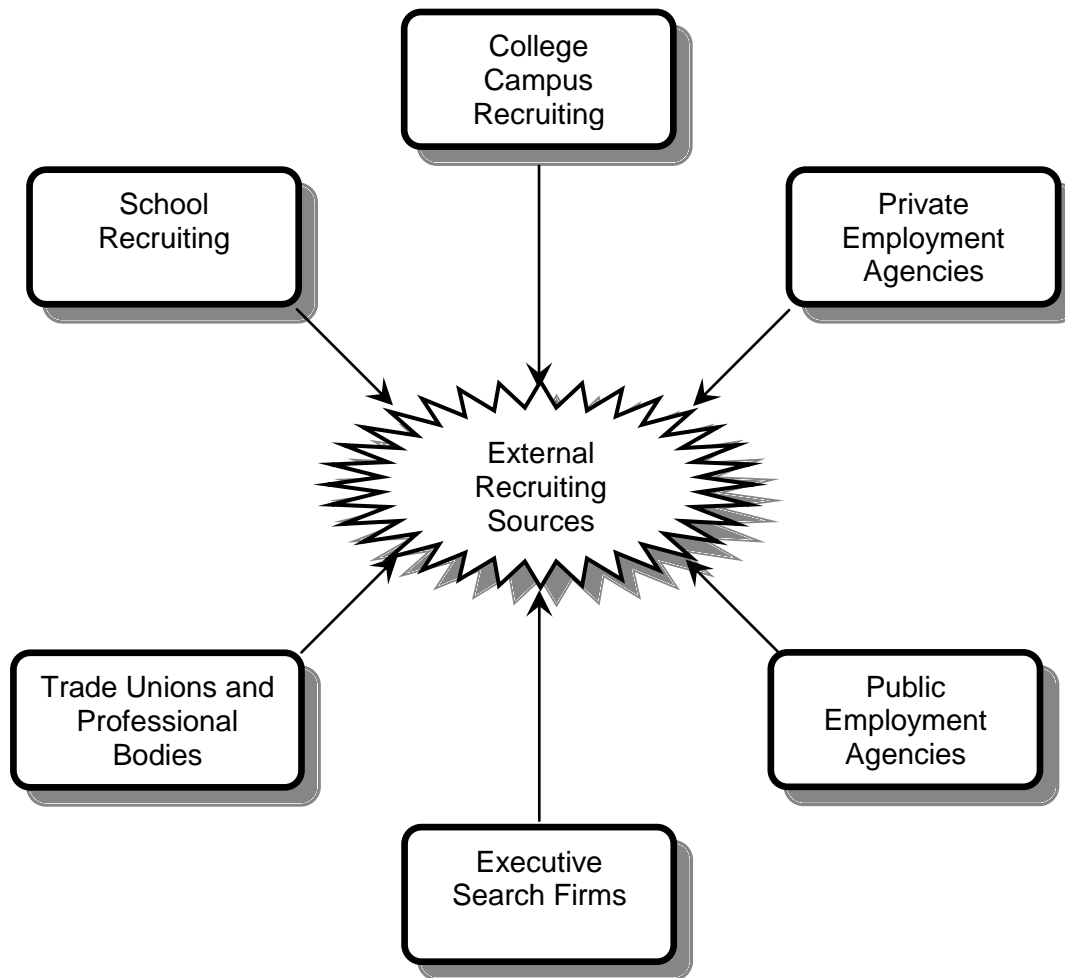 College
Campus
Recruiting
School
Recruiting
Private
Employment
Agencies
External
Recruiting
Sources
Trade Unions and
Professional
Bodies
Public
Employment
Agencies
Executive
Search Firms